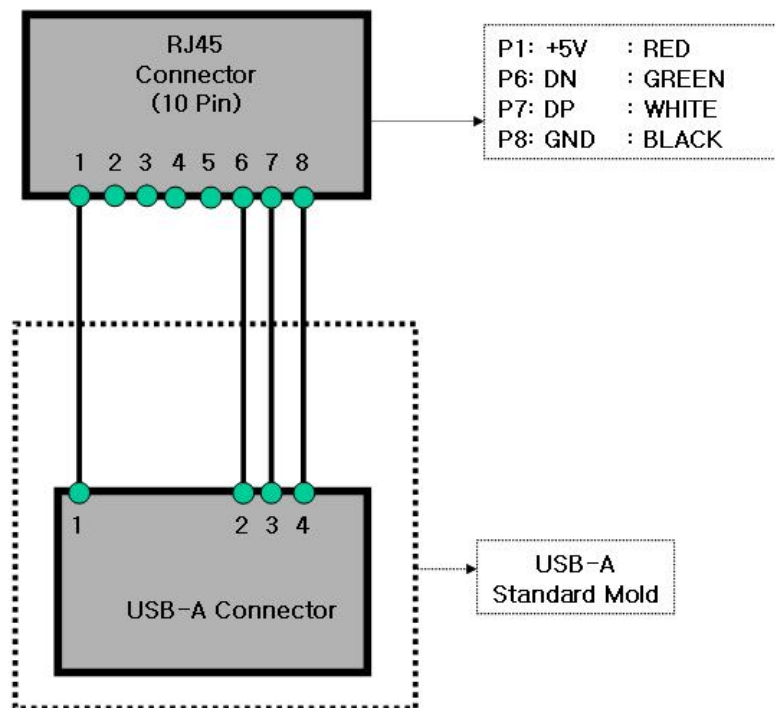 RJ45
Connector
(10 Pin)
1 2 3 4 5 6 7 8
P1: +5V : RED
P6: DN : GREEN
P7: DP : WHITE
P8: GND : BLACK
1 2 3 4
USB-A Connector
USB-A
Standard Mold